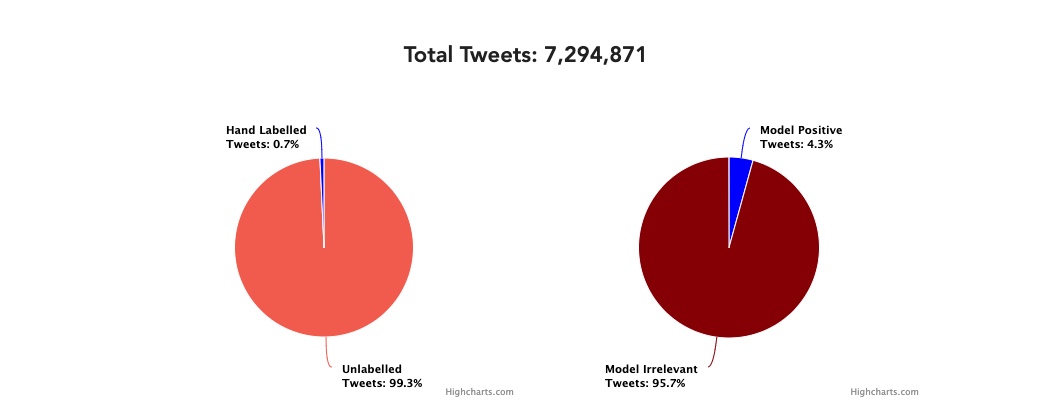 Total Tweets: 7,294,871
Hand Labelled
Tweets: 0.7%
Unlabelled
Tweets: 99.3%
Highcharts.com
Model Positive
Tweets: 4.3%
Model Irrelevant
Tweets: 95.7%
Highcharts.com